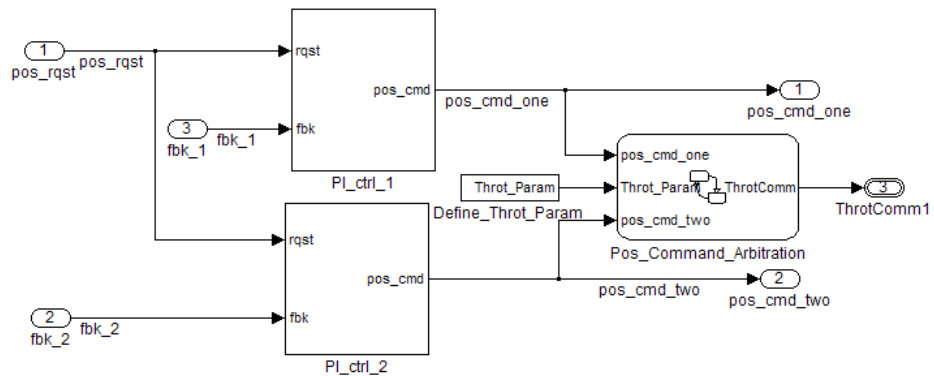 1
pos_rqst
pos_rqst
3
fbk_1
fbk_1
rqst
fbk
pos_cmd
PI_ctrl_1
pos_cmd_one
1
pos_cmd_one
Throt_Param
Define_Throt_Param
pos_cmd_one
Throt_Param
pos_cmd_two
ThrotComm
Pos_Command_Arbitration
3
ThrotComm1
2
fbk_2
fbk_2
rqst
fbk
pos_cmd
PI_ctrl_2
pos_cmd_two
2
pos_cmd_two